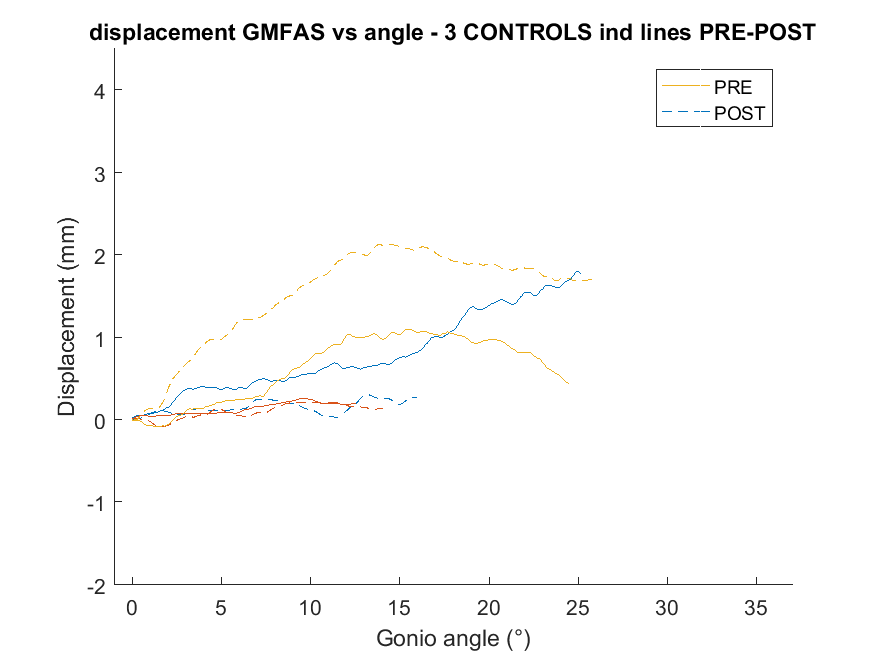 displacement GMFAS vs angle - 3 CONTROLS ind lines PRE-POST
PRE
POST
4
3
2
1
0
-1
-2
Displacement (mm)
0 5 10 15 20 25 30 35
Gonio angle (°)